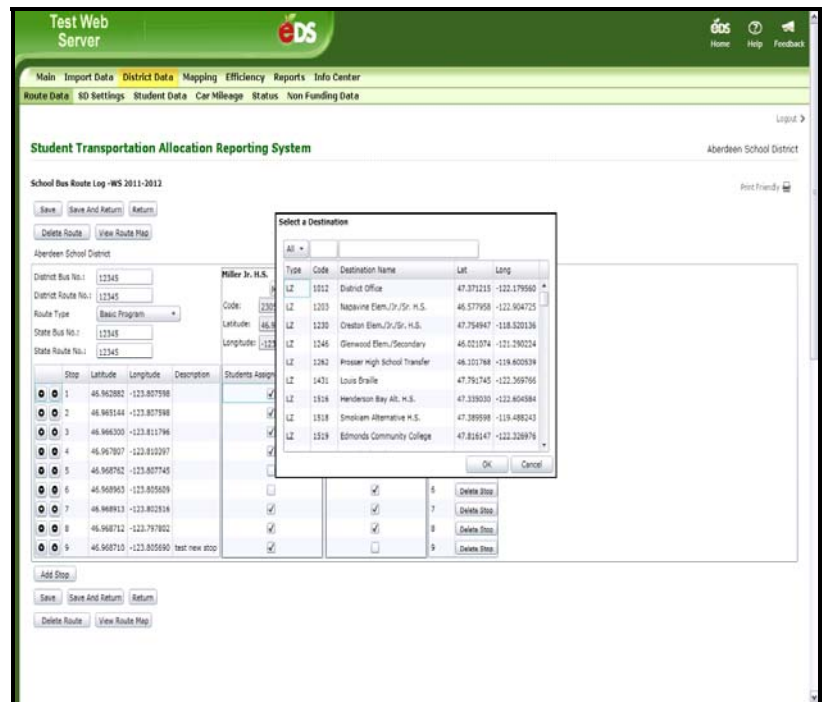 Test Web Server
eDS
eds
Home Help Feedback
Main Import Data District Data Mapping Efficiency Reports Info Center
Route Data SD Settings Student Data Car Mileage Status Non Funding Data
Logout >
Student Transportation Allocation Reporting System
Aberdeen School District
School Bus Route Log -WS 2011-2012
Print Friendly
Save Save And Return Return
Delete Route View Route Map
Aberdeen School District
District Bus No.: 12345
District Route No.: 12345
Route Type Basic Program
State Bus No.: 12345
State Route No.: 12345
Miller Jr. H.S.
Code: 2305
Latitude: 46.9
Longitude: -123
Select a Destination
All
Type Code Destination Name Lat Long
LZ 1012 District Office 47.371215 -122.179560
LZ 1203 Napavine Elem./Jr./Sr. H.S. 46.577958 -122.904725
LZ 1230 Creston Elem./Jr./Sr. H.S. 47.754947 -118.520136
LZ 1246 Glenwood Elem./Secondary 46.021074 -121.290224
LZ 1262 Prosser High School Transfer 46.101768 -119.600539
LZ 1431 Louis Braille 47.791745 -122.369766
LZ 1516 Henderson Bay Alt. H.S. 47.335030 -122.604584
LZ 1518 Smokiam Alternative H.S. 47.389598 -119.488243
LZ 1519 Edmonds Community College 47.816147 -122.326976
OK Cancel
Stop Latitude Longitude Description Students Assign
1 46.962882 -123.807598
2 46.965144 -123.807598
3 46.966300 -123.811796
4 46.967807 -123.810397
5 46.968762 -123.807745
6 46.968963 -123.805609 6 Delete Stop
7 46.968913 -123.802516 7 Delete Stop
8 46.968712 -123.797802 8 Delete Stop
9 46.968710 -123.805690 test new stop 9 Delete Stop
Add Stop
Save Save And Return Return
Delete Route View Route Map